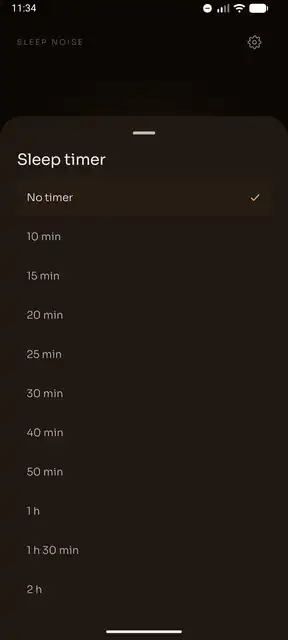 11:34
SLEEP NOISE
Sleep timer
No timer
10 min
15 min
20 min
25 min
30 min
40 min
50 min
1 h
1 h 30 min
2 h